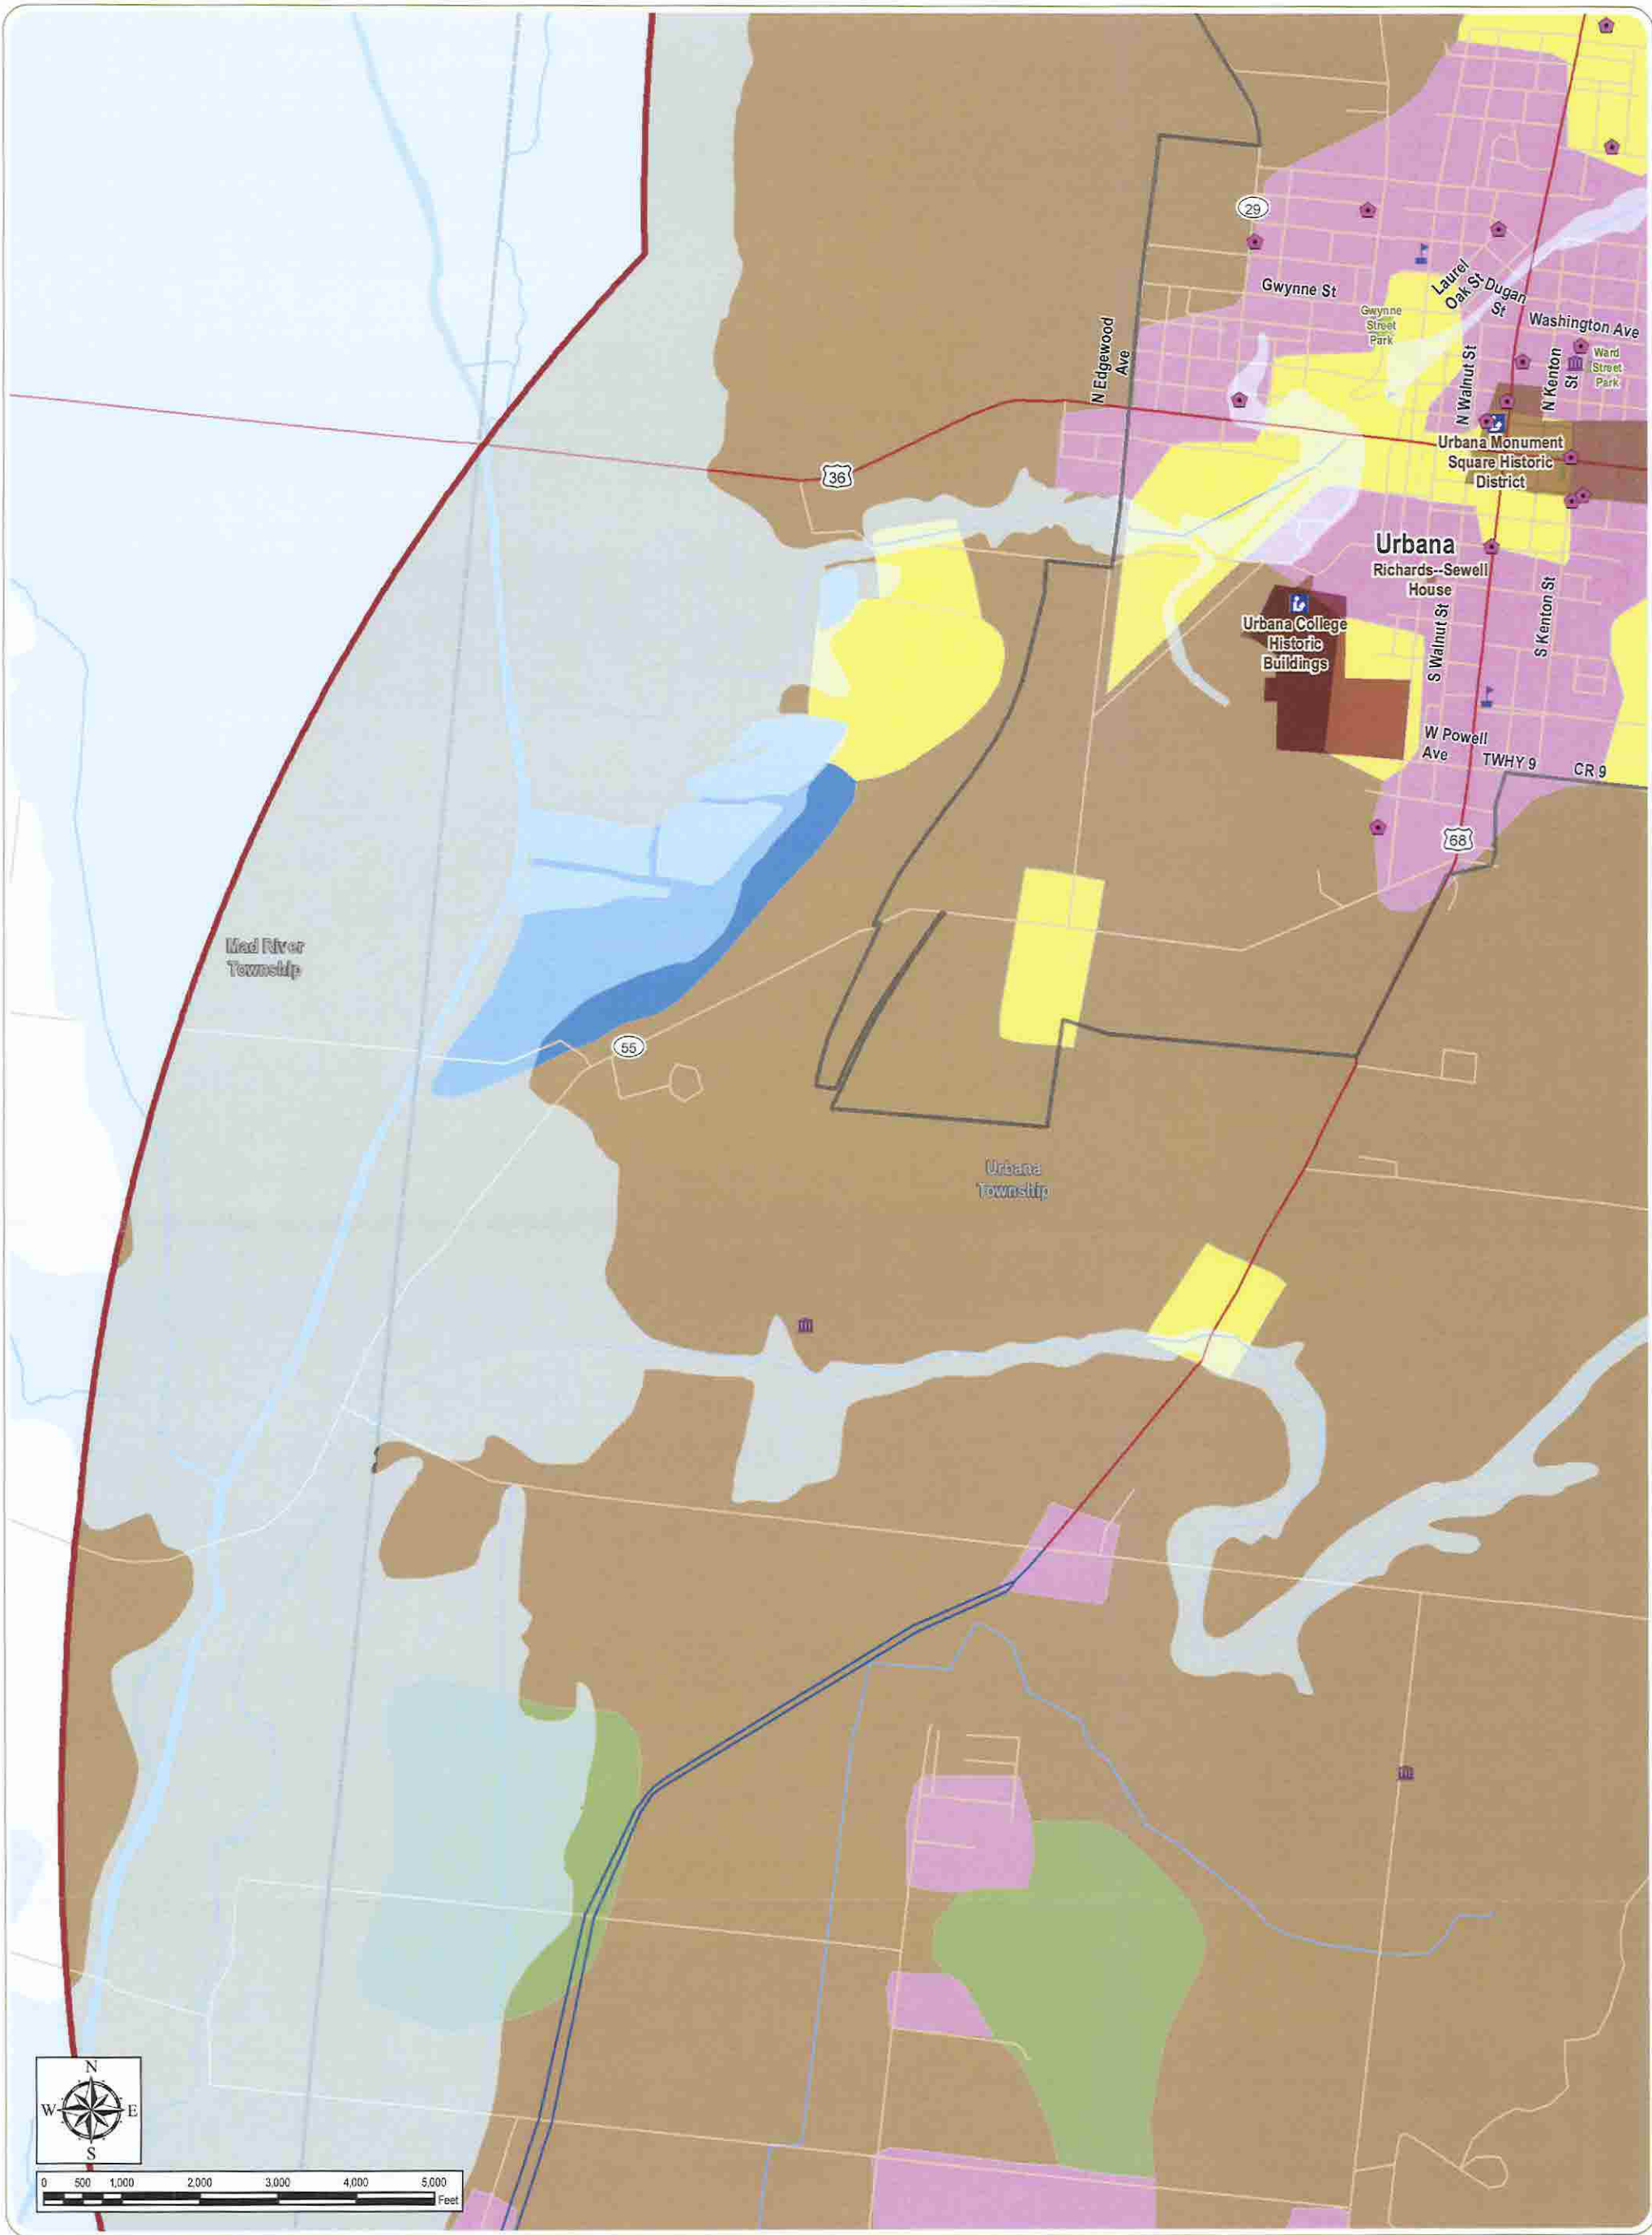 29
Gwynne St
Laurel
Oak St
Dugan
St
Gwynne
Street
Park
Washington Ave
N Edgewood
Ave
N Walnut St
N Kenton
St
Ward
Street
Park
36
Urbana Monument
Square Historic
District
Urbana
Richards--Sewell
House
Urbana College
Historic
Buildings
S Walnut St
S Kenton St
W Powell
Ave
TWHY 9
CR 9
68
Mad River
Township
55
Urbana
Township
N
W E
S
0 500 1,000 2,000 3,000 4,000 5,000
Feet